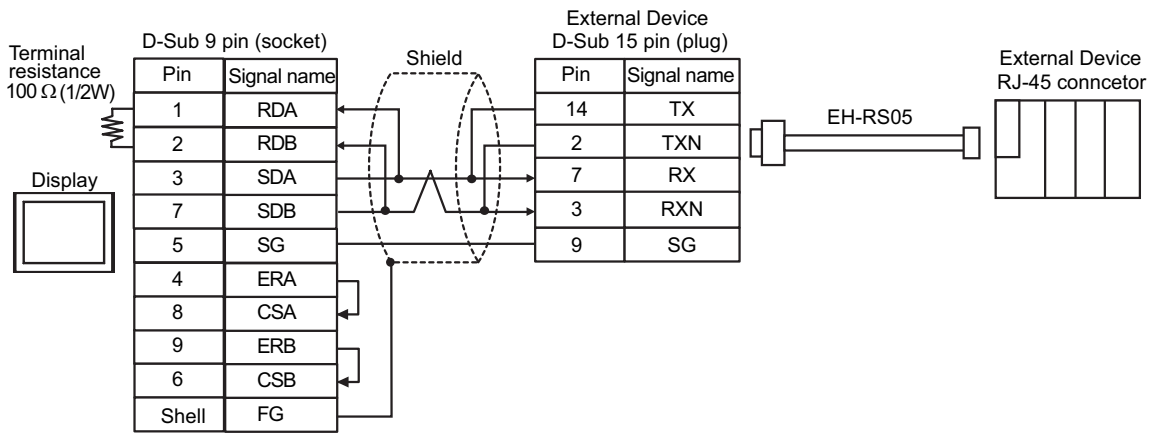 Terminal
resistance
100 Ω (1/2W)
Display
D-Sub 9 pin (socket)
Pin Signal name
1 RDA
2 RDB
3 SDA
7 SDB
5 SG
4 ERA
8 CSA
9 ERB
6 CSB
Shell FG
Shield
External Device
D-Sub 15 pin (plug)
Pin Signal name
14 TX
2 TXN
7 RX
3 RXN
9 SG
EH-RS05
External Device
RJ-45 conncetor